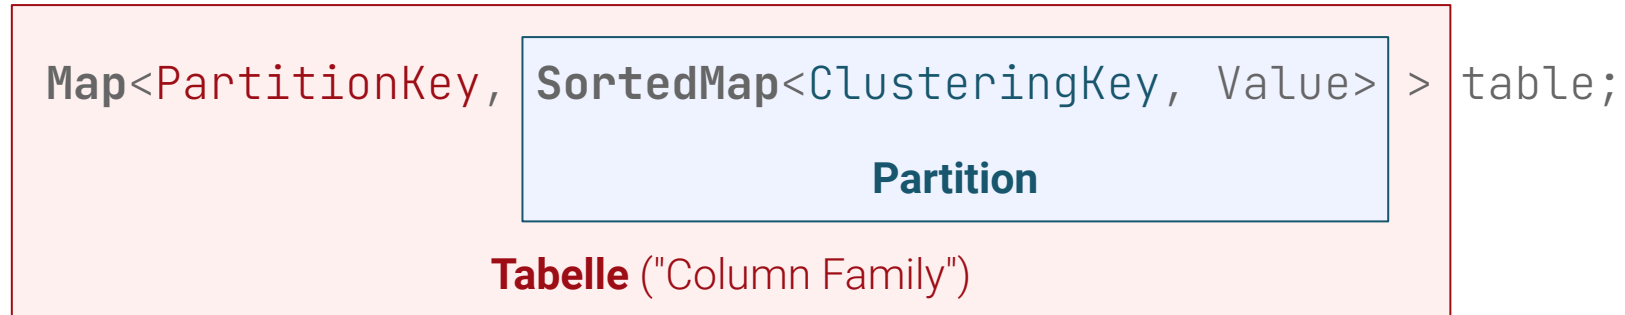 Map<PartitionKey, SortedMap<ClusteringKey, Value> > table;
Partition
Tabelle ("Column Family")